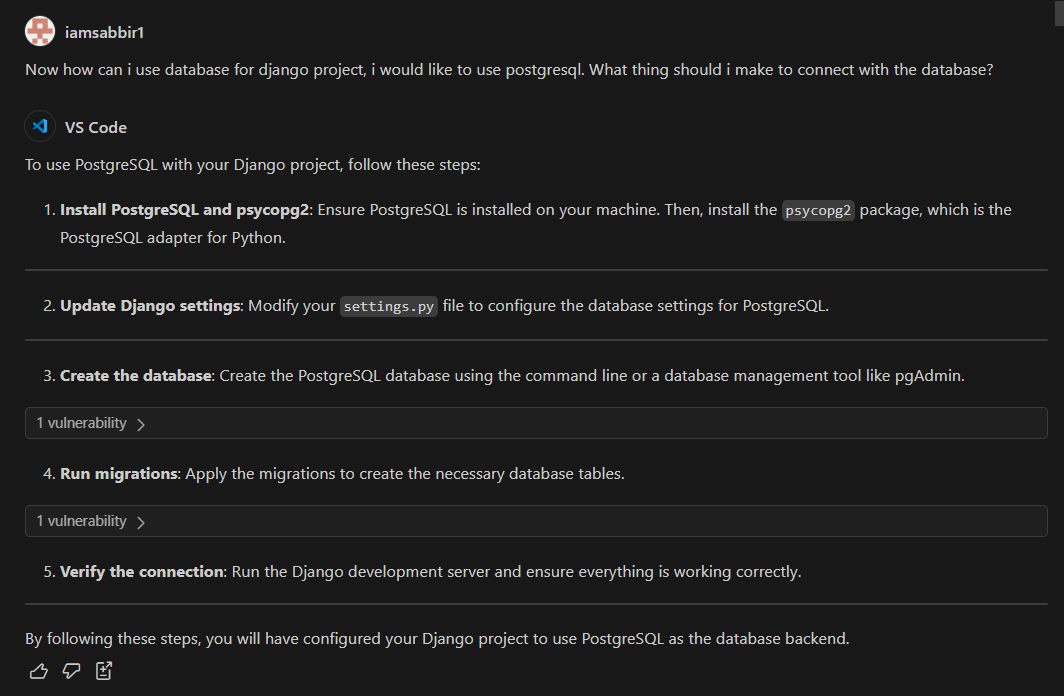 iamsabbir1
Now how can i use database for django project, i would like to use postgresql. What thing should i make to connect with the database?
VS Code
To use PostgreSQL with your Django project, follow these steps:
1. Install PostgreSQL and psycopg2: Ensure PostgreSQL is installed on your machine. Then, install the psycopg2 package, which is the
PostgreSQL adapter for Python.
2. Update Django settings: Modify your settings.py file to configure the database settings for PostgreSQL.
3. Create the database: Create the PostgreSQL database using the command line or a database management tool like pgAdmin.
1 vulnerability
4. Run migrations: Apply the migrations to create the necessary database tables.
1 vulnerability
5. Verify the connection: Run the Django development server and ensure everything is working correctly.
By following these steps, you will have configured your Django project to use PostgreSQL as the database backend.